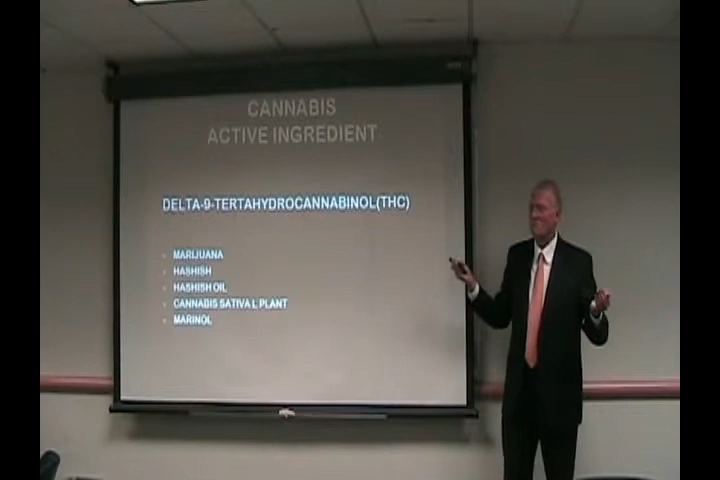 CANNABIS
ACTIVE INGREDIENT
DELTA-9-TERTAHYDROCANNABINOL(THC)
MARIJUANA
HASHISH
HASHISH OIL
CANNABIS SATIVA L PLANT
MARINOL